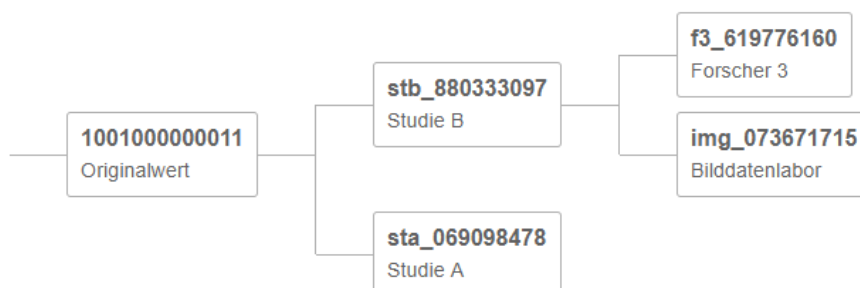 f3_619776160
Forscher 3
stb_880333097
Studie B
1001000000011
Originalwert
img_073671715
Bilddatenlabor
sta_069098478
Studie A